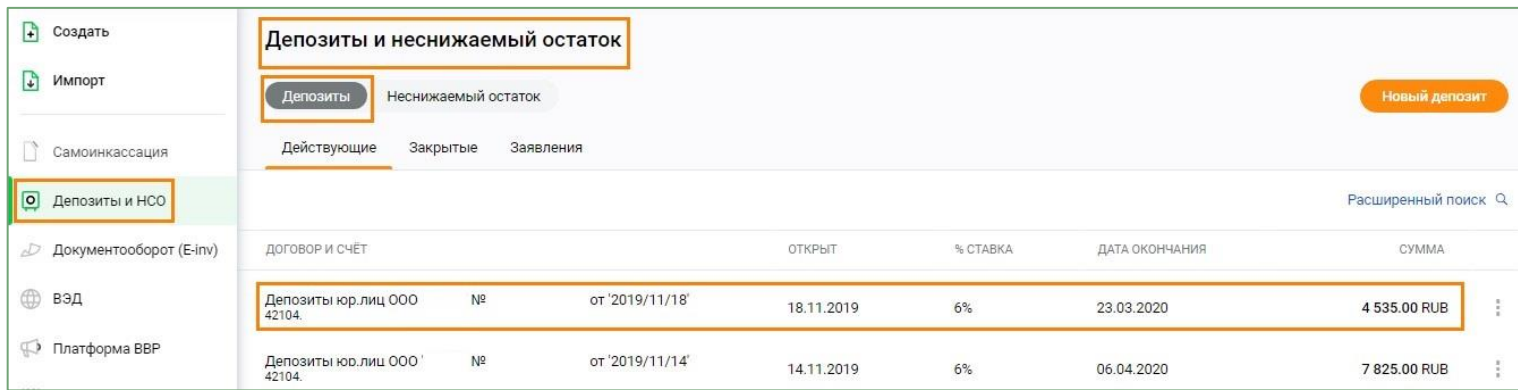 Создать
Импорт
Самоинкассация
Депозиты и НСО
Документооборот (E-inv)
ВЭД
Платформа ВВР
Депозиты и неснижаемый остаток
Депозиты Неснижаемый остаток
Новый депозит
Действующие Закрытые Заявления
Расширенный поиск
ДОГОВОР И СЧЁТ ОТКРЫТ % СТАВКА ДАТА ОКОНЧАНИЯ СУММА
Депозиты юр.лиц ООО № от '2019/11/18' 18.11.2019 6% 23.03.2020 4 535.00 RUB
42104.
Депозиты юр.лиц ООО ' № от '2019/11/14' 14.11.2019 6% 06.04.2020 7 825.00 RUB
42104.